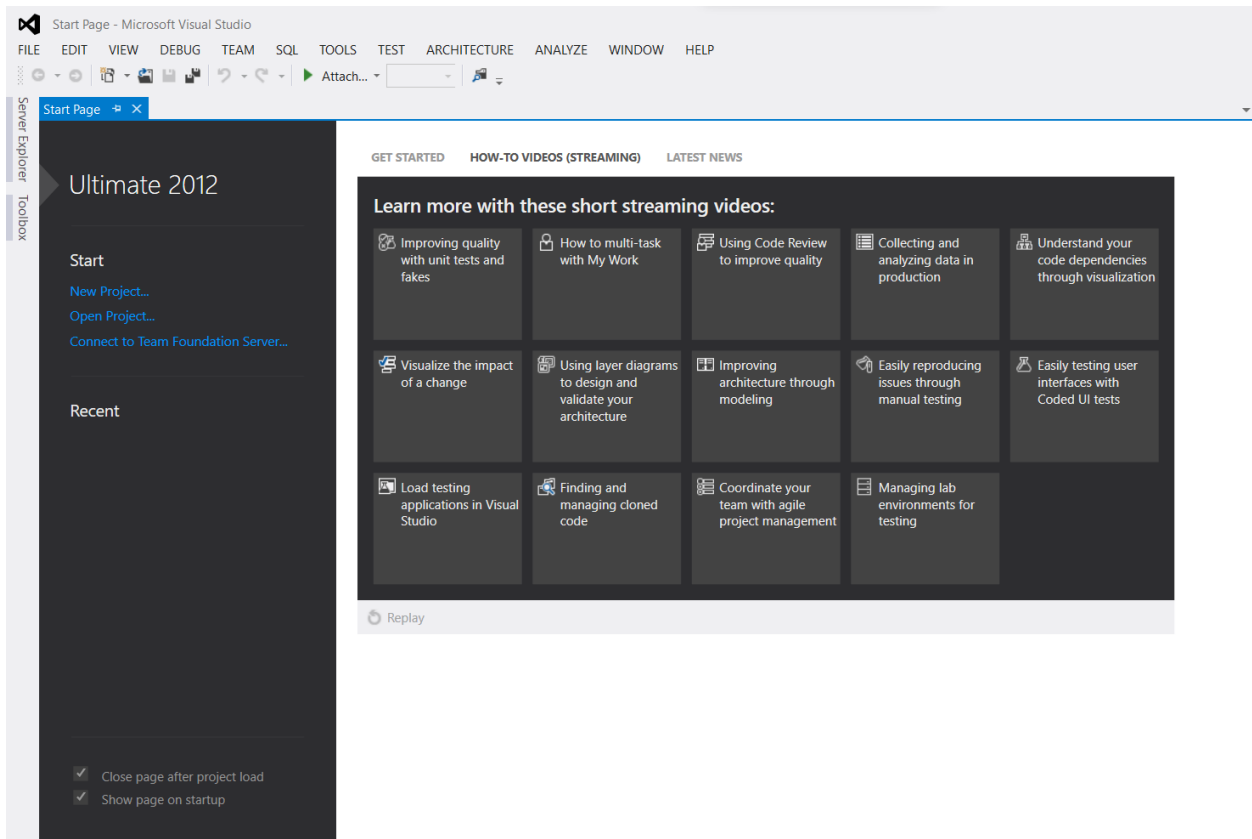 Start Page - Microsoft Visual Studio
FILE EDIT VIEW DEBUG TEAM SQL TOOLS TEST ARCHITECTURE ANALYZE WINDOW HELP
Attach...
Server Explorer
Toolbox
Start Page
Ultimate 2012
Start
New Project...
Open Project...
Connect to Team Foundation Server...
Recent
Close page after project load
Show page on startup
GET STARTED HOW-TO VIDEOS (STREAMING) LATEST NEWS
Learn more with these short streaming videos:
Improving quality
with unit tests and
fakes
How to multi-task
with My Work
Using Code Review
to improve quality
Collecting and
analyzing data in
production
Understand your
code dependencies
through visualization
Visualize the impact
of a change
Using layer diagrams
to design and
validate your
architecture
Improving
architecture through
modeling
Easily reproducing
issues through
manual testing
Easily testing user
interfaces with
Coded UI tests
Load testing
applications in Visual
Studio
Finding and
managing cloned
code
Coordinate your
team with agile
project management
Managing lab
environments for
testing
Replay